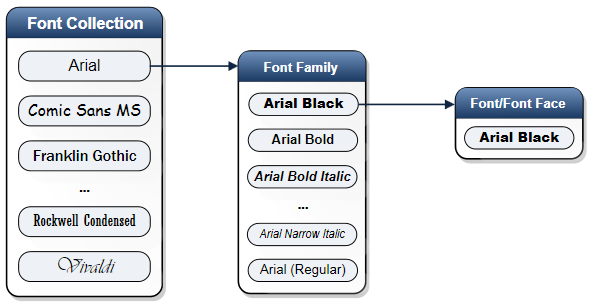 Font Collection
Arial
Comic Sans MS
Franklin Gothic
...
Rockwell Condensed
Vivaldi
Font Family
Arial Black
Arial Bold
Arial Bold Italic
...
Arial Narrow Italic
Arial (Regular)
Font/Font Face
Arial Black